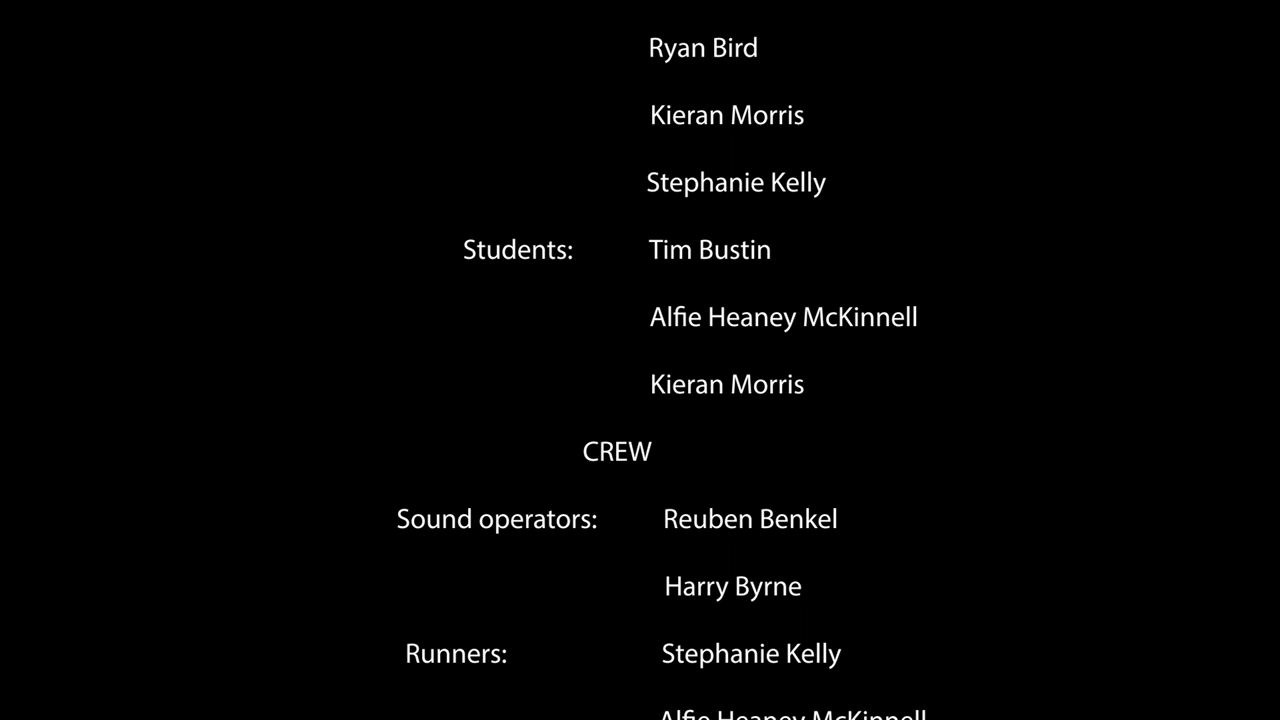 Ryan Bird
Kieran Morris
Stephanie Kelly
Students: Tim Bustin
Alfie Heaney McKinnell
Kieran Morris
CREW
Sound operators: Reuben Benkel
Harry Byrne
Runners: Stephanie Kelly
Alfie Heaney McKinnell